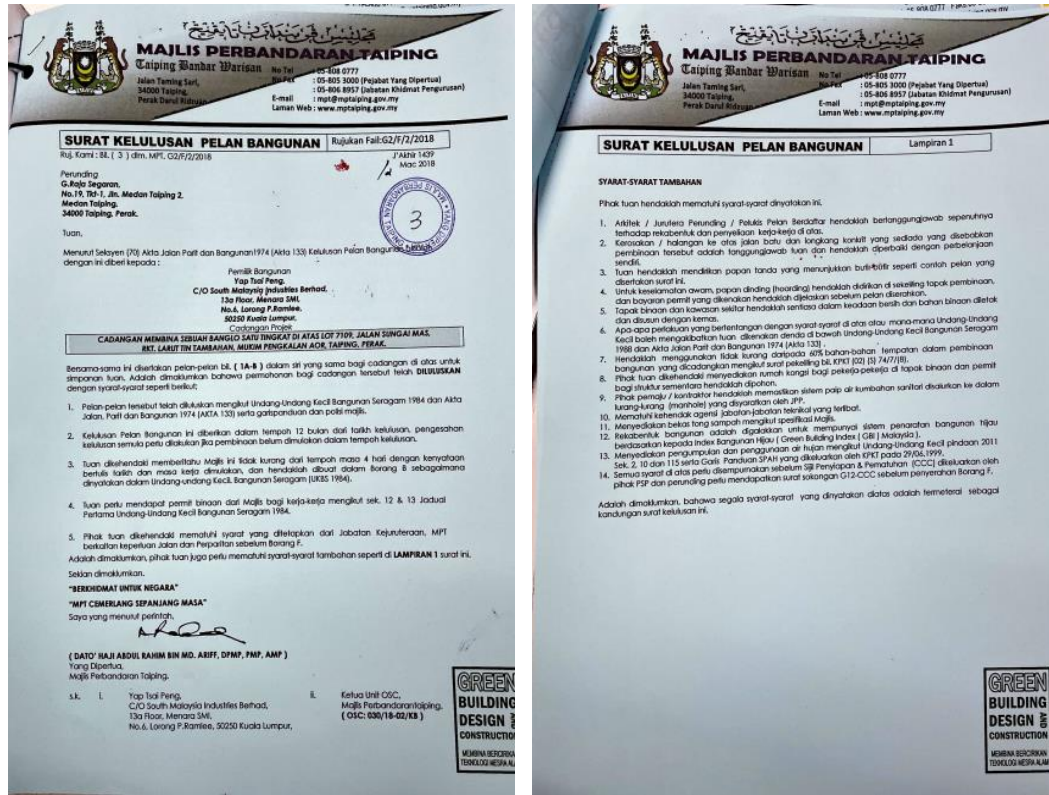 MAJLIS PERBANDARAN TAIPING
Taiping Bandar Warisan
Jalan Taming Sari,
34000 Taiping,
Perak Darul Ridzuan
No Tel : 05-808 0777
No Fax : 05-805 3000 (Pejabat Yang Dipertua)
: 05-806 8957 (Jabatan Khidmat Pengurusan)
E-mail : mpt@mptaiping.gov.my
Laman Web : www.mptaiping.gov.my
SURAT KELULUSAN PELAN BANGUNAN
Rujukan Fail:G2/F/2/2018
Ruj. Kami : Bil. ( 3 ) dlm. MPT. G2/F/2/2018
J'Akhir 1439
Mac 2018
Perunding
G.Raja Segaran,
No.19, Tkt-1, Jln. Medan Taiping 2,
Medan Taiping,
34000 Taiping, Perak.
3
Tuan,
Menurut Seksyen (70) Akta Jalan Parit dan Bangunan1974 (Akta 133) Kelulusan Pelan Bangunan
dengan ini diberi kepada :
Pemilik Bangunan
Yap Tsai Peng,
C/O South Malaysia Industries Berhad,
13a Floor, Menara SMI,
No.6, Lorong P.Ramlee,
50250 Kuala Lumpur,
Cadangan Projek
CADANGAN MEMBINA SEBUAH BANGLO SATU TINGKAT DI ATAS LOT 7109, JALAN SUNGAI MAS,
RKT. LARUT TIN TAMBAHAN, MUKIM PENGKALAN AOR, TAIPING, PERAK.
Bersama-sama ini disertakan pelan-pelan bil. ( 1A-B ) dalam siri yang sama bagi cadangan di atas untuk
simpanan tuan. Adalah dimaklumkan bahawa permohonan bagi cadangan tersebut telah DILULUSKAN
dengan syarat-syarat seperti berikut;
1. Pelan-pelan tersebut telah diluluskan mengikut Undang-Undang Kecil Bangunan Seragam 1984 dan Akta
Jalan, Parit dan Bangunan 1974 (AKTA 133) serta garispanduan dan polisi majlis.
2. Kelulusan Pelan Bangunan ini diberikan dalam tempoh 12 bulan dari tarikh kelulusan, pengesahan
kelulusan semula perlu dilakukan jika pembinaan belum dimulakan dalam tempoh kelulusan.
3. Tuan dikehendaki memberitahu Majlis ini tidak kurang dari tempoh masa 4 hari dengan kenyataan
bertulis tarikh dan masa kerja dimulakan, dan hendaklah dibuat dalam Borang B sebagaimana
dinyatakan dalam Undang-undang Kecil. Bangunan Seragam (UKBS 1984).
4. Tuan perlu mendapat permit binaan dari Majlis bagi kerja-kerja mengikut sek. 12 & 13 Jadual
Pertama Undang-Undang Kecil Bangunan Seragam 1984.
5. Pihak tuan dikehendaki mematuhi syarat yang ditetapkan dari Jabatan Kejuruteraan, MPT
berkaitan keperluan Jalan dan Perparitan sebelum Borang F.
Adalah dimaklumkan, pihak tuan juga perlu mematuhi syarat-syarat tambahan seperti di LAMPIRAN 1 surat ini.
Sekian dimaklumkan.
"BERKHIDMAT UNTUK NEGARA"
"MPT CEMERLANG SEPANJANG MASA"
Saya yang menurut perintah,
( DATO' HAJI ABDUL RAHIM BIN MD. ARIFF, DPMP, PMP, AMP )
Yang Dipertua,
Majlis Perbandaran Taiping.
s.k. i. Yap Tsai Peng,
C/O South Malaysia Industries Berhad,
13a Floor, Menara SMI,
No.6, Lorong P.Ramlee, 50250 Kuala Lumpur,
ii. Ketua Unit OSC,
Majlis PerbandaranTaiping,
( OSC: 030/18-02/KB )
GREEN
BUILDING
DESIGN AND
CONSTRUCTION
MEMBINA BERCIRIKAN
TEKNOLOGI MESRA ALAM
MAJLIS PERBANDARAN TAIPING
Taiping Bandar Warisan
Jalan Taming Sari,
34000 Taiping,
Perak Darul Ridzuan
No Tel : 05-808 0777
No Fax : 05-805 3000 (Pejabat Yang Dipertua)
: 05-806 8957 (Jabatan Khidmat Pengurusan)
E-mail : mpt@mptaiping.gov.my
Laman Web : www.mptaiping.gov.my
SURAT KELULUSAN PELAN BANGUNAN
Lampiran 1
SYARAT-SYARAT TAMBAHAN
Pihak tuan hendaklah mematuhi syarat-syarat dinyatakan ini.
1. Arkitek / Jurutera Perunding / Pelukis Pelan Berdaftar hendaklah bertanggungjawab sepenuhnya
terhadap rekabentuk dan penyeliaan kerja-kerja di atas.
2. Kerosakan / halangan ke atas jalan batu dan longkang konkrit yang sediada yang disebabkan
pembinaan tersebut adalah tanggungjawab tuan dan hendaklah diperbaiki dengan perbelanjaan
sendiri.
3. Tuan hendaklah mendirikan papan tanda yang menunjukkan butir-butir seperti contoh pelan yang
disertakan surat ini.
4. Untuk keselamatan awam, papan dinding (hoarding) hendaklah didirikan di sekeliling tapak pembinaan,
dan bayaran permit yang dikenakan hendaklah dijelaskan sebelum pelan diserahkan.
5. Tapak binaan dan kawasan sekitar hendaklah sentiasa dalam keadaan bersih dan bahan binaan diletak
dan disusun dengan kemas.
6. Apa-apa perlakuan yang bertentangan dengan syarat-syarat di atas atau mana-mana Undang-Undang
Kecil boleh mengakibatkan tuan dikenakan denda di bawah Undang-Undang Kecil Bangunan Seragam
1988 dan Akta Jalan Parit dan Bangunan 1974 (Akta 133) .
7. Hendaklah menggunakan tidak kurang daripada 60% bahan-bahan tempatan dalam pembinaan
bangunan yang dicadangkan mengikut surat pekeliling bil. KPKT (02) (S) 74/7/(8).
8. Pihak tuan dikehendaki menyediakan rumah kongsi bagi pekerja-pekerja di tapak binaan dan permit
bagi struktur sementara hendaklah dipohon.
9. Pihak pemaju / kontraktor hendaklah memastikan sistem paip air kumbahan sanitari disalurkan ke dalam
lurang-kurang (manhole) yang disyaratkan oleh JPP.
10. Mematuhi kehendak agensi jabatan-jabatan teknikal yang terlibat.
11. Menyediakan bekas tong sampah mengikut spesifikasi Majlis.
12. Rekabentuk bangunan adalah digalakkan untuk mempunyai sistem penarafan bangunan hijau
berdasarkan kepada Index Bangunan Hijau ( Green Building Index ( GBI ) Malaysia ).
13. Menyediakan pengumpulan dan penggunaan air hujan mengikut Undang-Undang Kecil pindaan 2011
Sek. 2, 10 dan 115 serta Garis Panduan SPAH yang dikeluarkan oleh KPKT pada 29/06.1999.
14. Semua syarat di atas perlu disempurnakan sebelum Sijil Penyiapan & Pematuhan (CCC) dikeluarkan oleh
pihak PSP dan perunding perlu mendapatkan surat sokongan G12-CCC sebelum penyerahan Borang F.
Adalah dimaklumkan, bahawa segala syarat-syarat yang dinyatakan diatas adalah termeterai sebagai
kandungan surat kelulusan ini.
GREEN
BUILDING
DESIGN AND
CONSTRUCTION
MEMBINA BERCIRIKAN
TEKNOLOGI MESRA ALAM